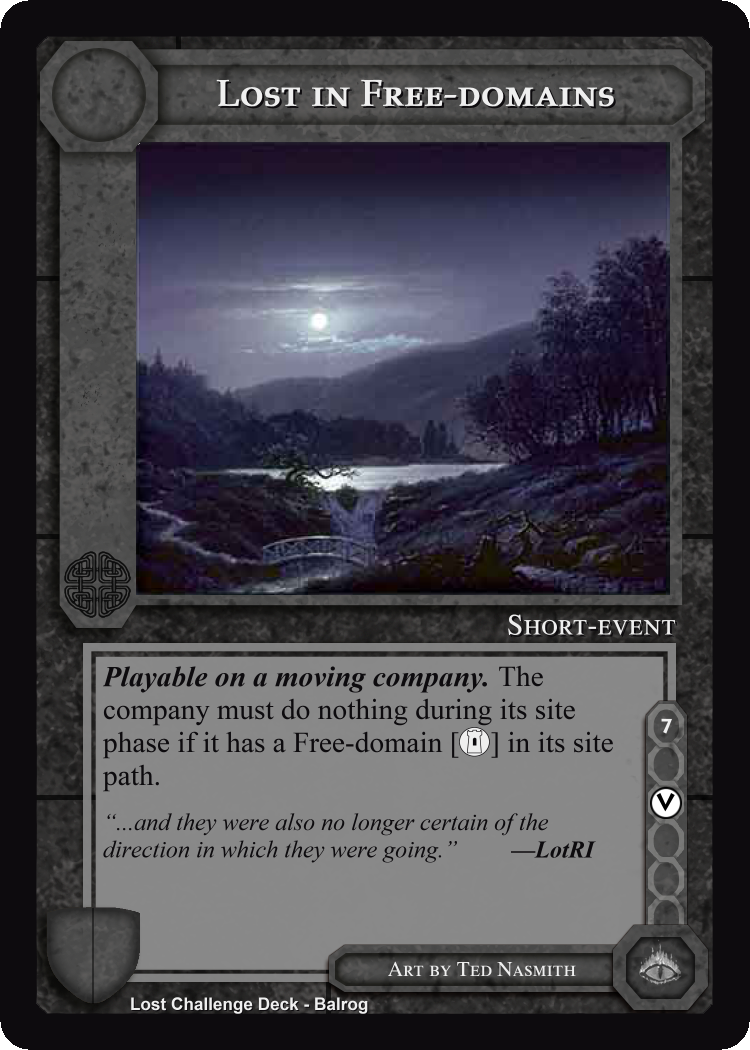 Lost in Free-domains
Short-event
Playable on a moving company. The
company must do nothing during its site
phase if it has a Free-domain [ ] in its site
path.
7
V
“...and they were also no longer certain of the
direction in which they were going.” —LotRI
Art by Ted Nasmith
Lost Challenge Deck - Balrog